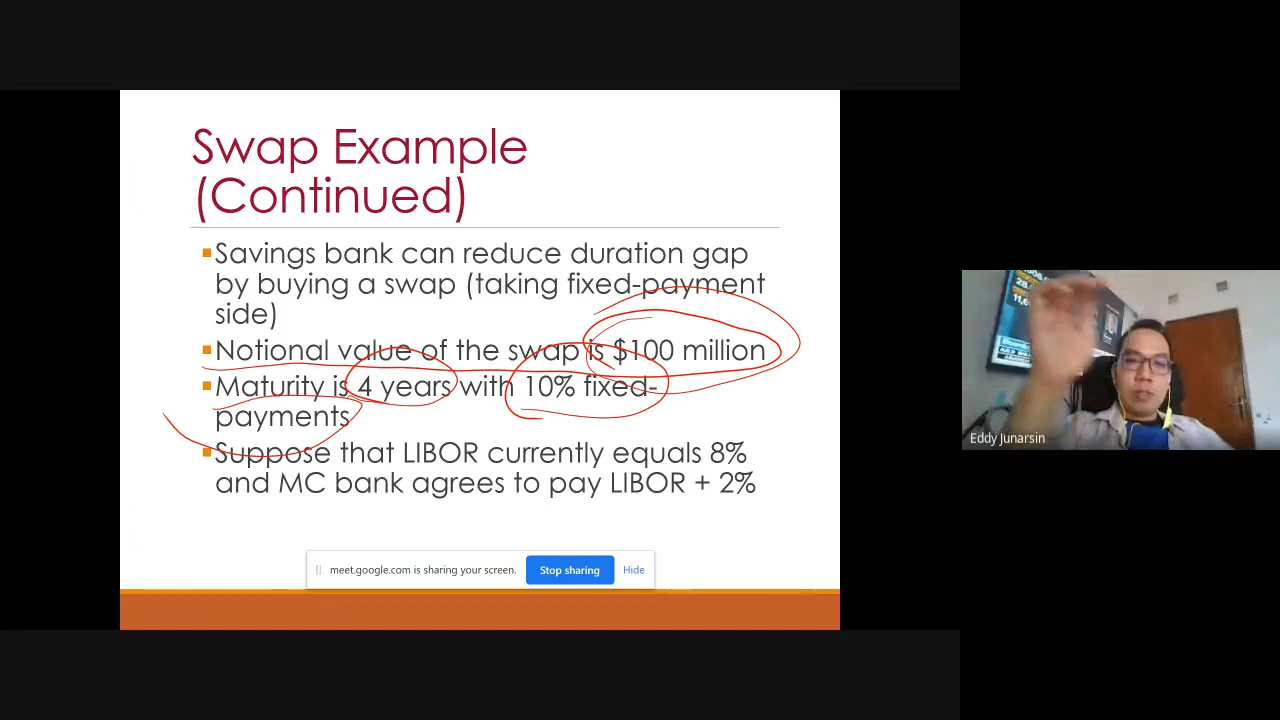 Swap Example
(Continued)
▪Savings bank can reduce duration gap
by buying a swap (taking fixed-payment
side)
▪Notional value of the swap is $100 million
▪Maturity is 4 years with 10% fixed-
payments
▪Suppose that LIBOR currently equals 8%
and MC bank agrees to pay LIBOR + 2%
meet.google.com is sharing your screen.
Stop sharing
Hide
Eddy Junarsin